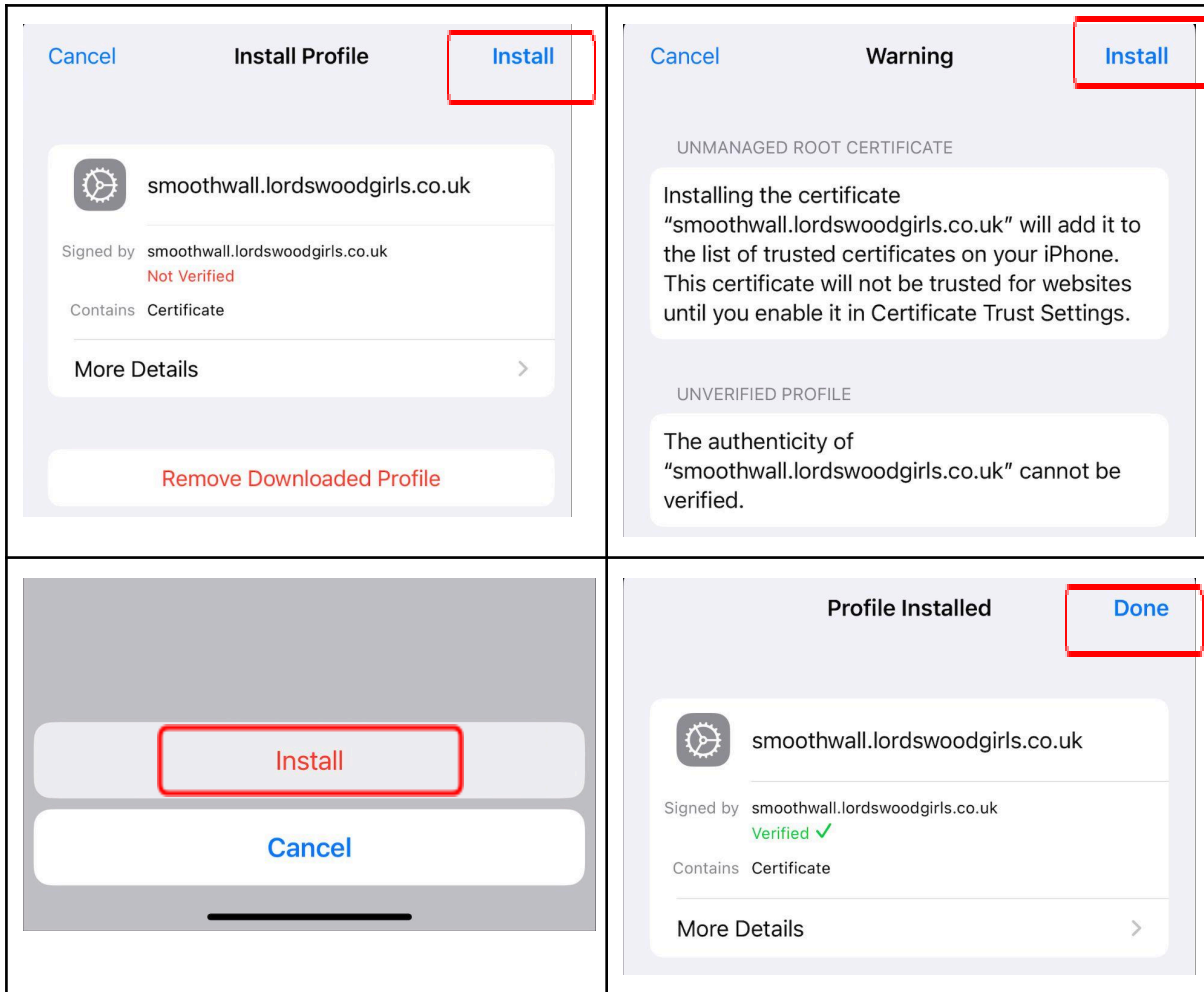 Cancel Install Profile Install
smoothwall.lordswoodgirls.co.uk
Signed by smoothwall.lordswoodgirls.co.uk
Not Verified
Contains Certificate
More Details
Remove Downloaded Profile
Cancel Warning Install
UNMANAGED ROOT CERTIFICATE
Installing the certificate
“smoothwall.lordswoodgirls.co.uk” will add it to
the list of trusted certificates on your iPhone.
This certificate will not be trusted for websites
until you enable it in Certificate Trust Settings.
UNVERIFIED PROFILE
The authenticity of
“smoothwall.lordswoodgirls.co.uk” cannot be
verified.
Install
Cancel
Profile Installed Done
smoothwall.lordswoodgirls.co.uk
Signed by smoothwall.lordswoodgirls.co.uk
Verified ✓
Contains Certificate
More Details